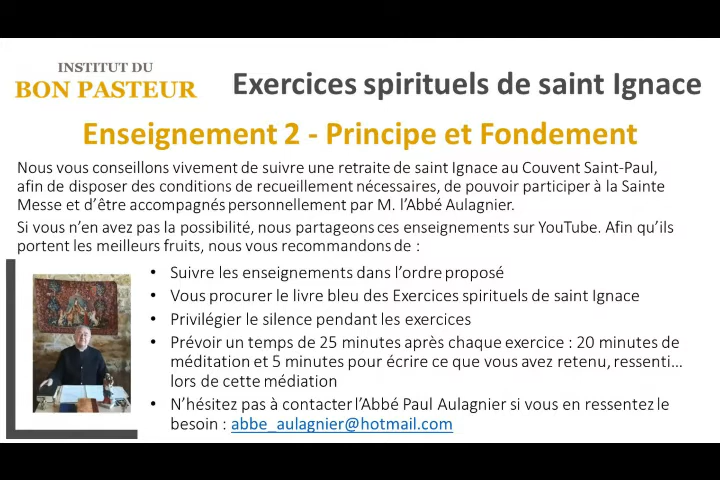 INSTITUT DU
BON PASTEUR
Exercices spirituels de saint Ignace
Enseignement 2 - Principe et Fondement
Nous vous conseillons vivement de suivre une retraite de saint Ignace au Couvent Saint-Paul,
afin de disposer des conditions de recueillement nécessaires, de pouvoir participer à la Sainte
Messe et d’être accompagnés personnellement par M. l’Abbé Aulagnier.
Si vous n’en avez pas la possibilité, nous partageons ces enseignements sur YouTube. Afin qu’ils
portent les meilleurs fruits, nous vous recommandons de :
• Suivre les enseignements dans l’ordre proposé
• Vous procurer le livre bleu des Exercices spirituels de saint Ignace
• Privilégier le silence pendant les exercices
• Prévoir un temps de 25 minutes après chaque exercice : 20 minutes de
méditation et 5 minutes pour écrire ce que vous avez retenu, ressenti…
lors de cette médiation
• N’hésitez pas à contacter l’Abbé Paul Aulagnier si vous en ressentez le
besoin : abbe_aulagnier@hotmail.com